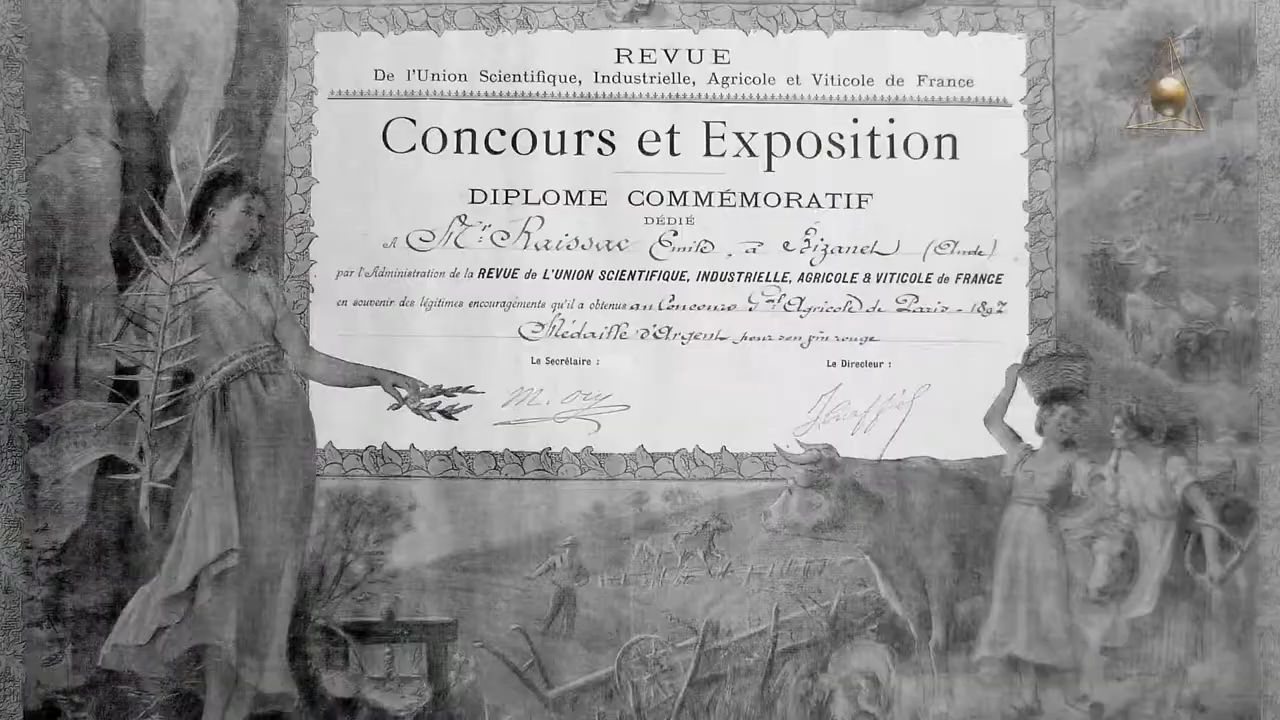 REVUE
De l'Union Scientifique, Industrielle, Agricole et Viticole de France
Concours et Exposition
DIPLOME COMMÉMORATIF
DÉDIÉ
A Mr. Raissac Emile, à Bizanet (Aude)
par l'Administration de la REVUE de L'UNION SCIENTIFIQUE, INDUSTRIELLE, AGRICOLE & VITICOLE de FRANCE
en souvenir des légitimes encouragements qu'il a obtenus au Concours Gal Agricole de Paris - 1897
Médaille d'Argent pour son vin rouge
Le Secrétaire : Le Directeur :
M. Ory